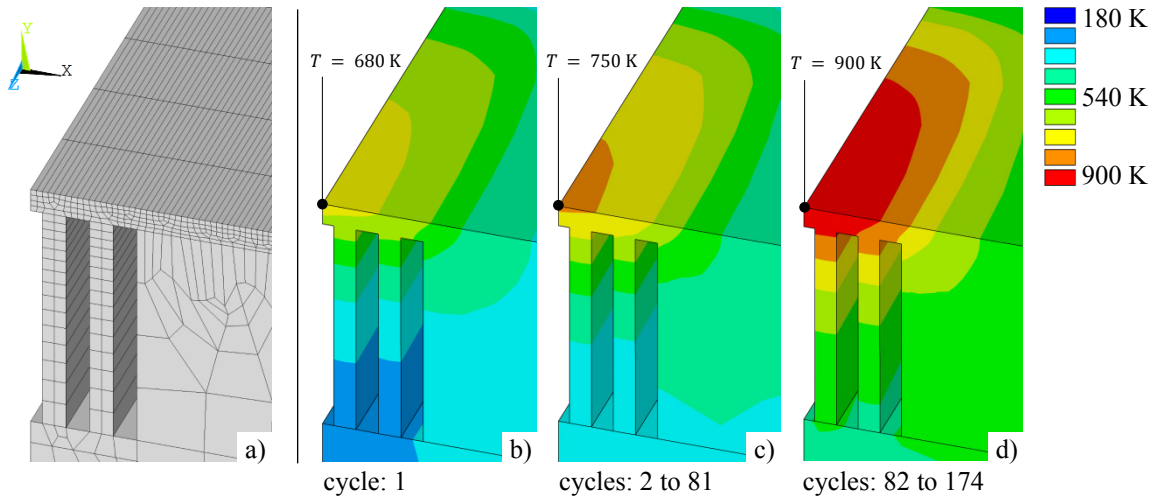 Y
X
Z
T = 680 K
T = 750 K
T = 900 K
180 K
540 K
900 K
a)
b)
c)
d)
cycle: 1
cycles: 2 to 81
cycles: 82 to 174